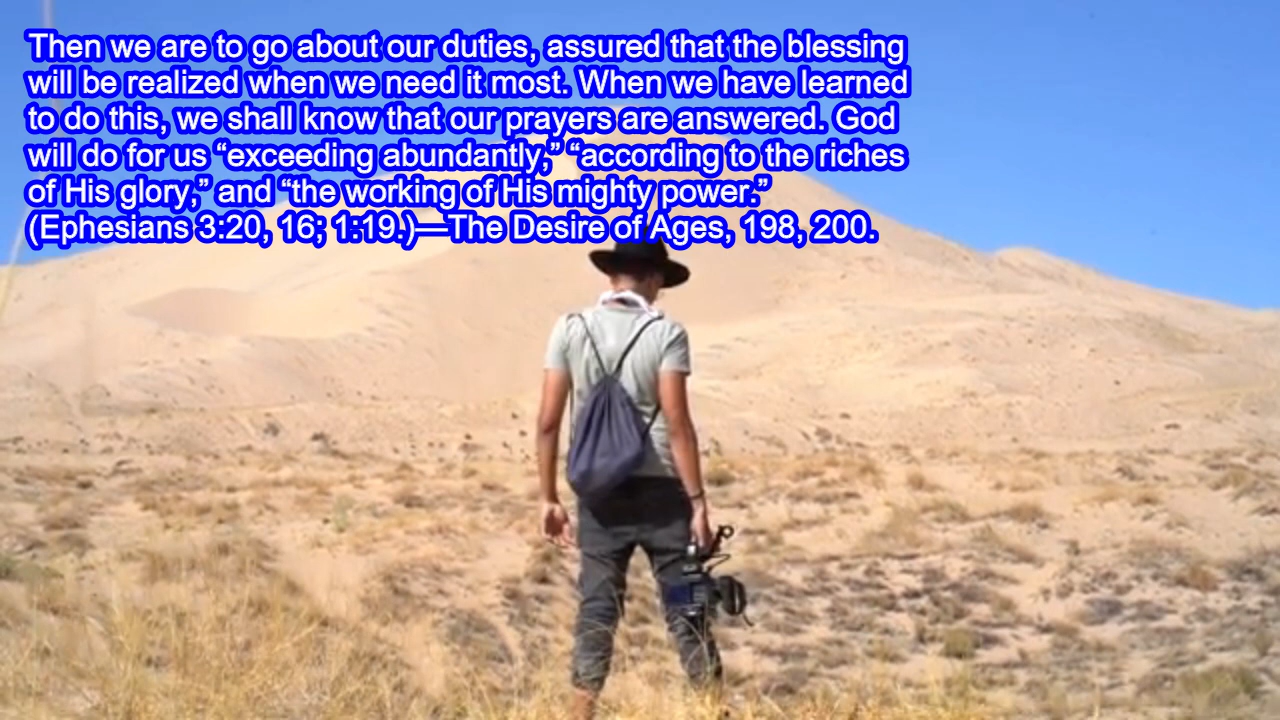 Then we are to go about our duties, assured that the blessing
will be realized when we need it most. When we have learned
to do this, we shall know that our prayers are answered. God
will do for us “exceeding abundantly,” “according to the riches
of His glory,” and “the working of His mighty power.”
(Ephesians 3:20, 16; 1:19.)—The Desire of Ages, 198, 200.